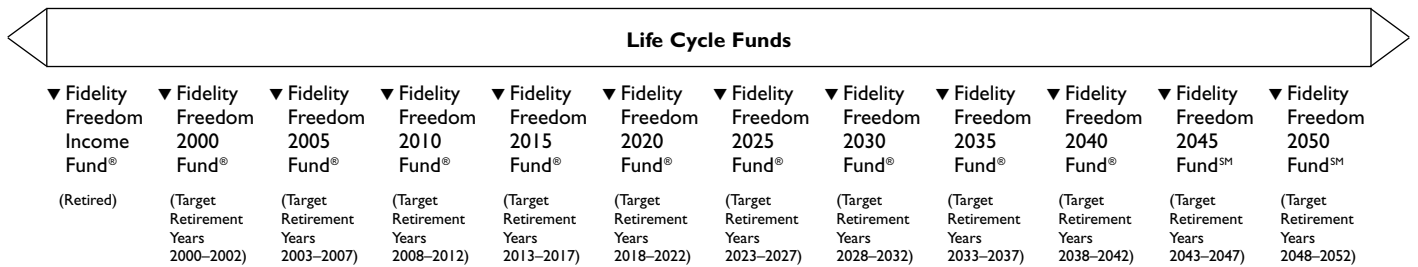 Life Cycle Funds
▼ Fidelity Freedom Income Fund®
(Retired)
▼ Fidelity Freedom 2000 Fund®
(Target Retirement Years 2000–2002)
▼ Fidelity Freedom 2005 Fund®
(Target Retirement Years 2003–2007)
▼ Fidelity Freedom 2010 Fund®
(Target Retirement Years 2008–2012)
▼ Fidelity Freedom 2015 Fund®
(Target Retirement Years 2013–2017)
▼ Fidelity Freedom 2020 Fund®
(Target Retirement Years 2018–2022)
▼ Fidelity Freedom 2025 Fund®
(Target Retirement Years 2023–2027)
▼ Fidelity Freedom 2030 Fund®
(Target Retirement Years 2028–2032)
▼ Fidelity Freedom 2035 Fund®
(Target Retirement Years 2033–2037)
▼ Fidelity Freedom 2040 Fund®
(Target Retirement Years 2038–2042)
▼ Fidelity Freedom 2045 Fund℠
(Target Retirement Years 2043–2047)
▼ Fidelity Freedom 2050 Fund℠
(Target Retirement Years 2048–2052)